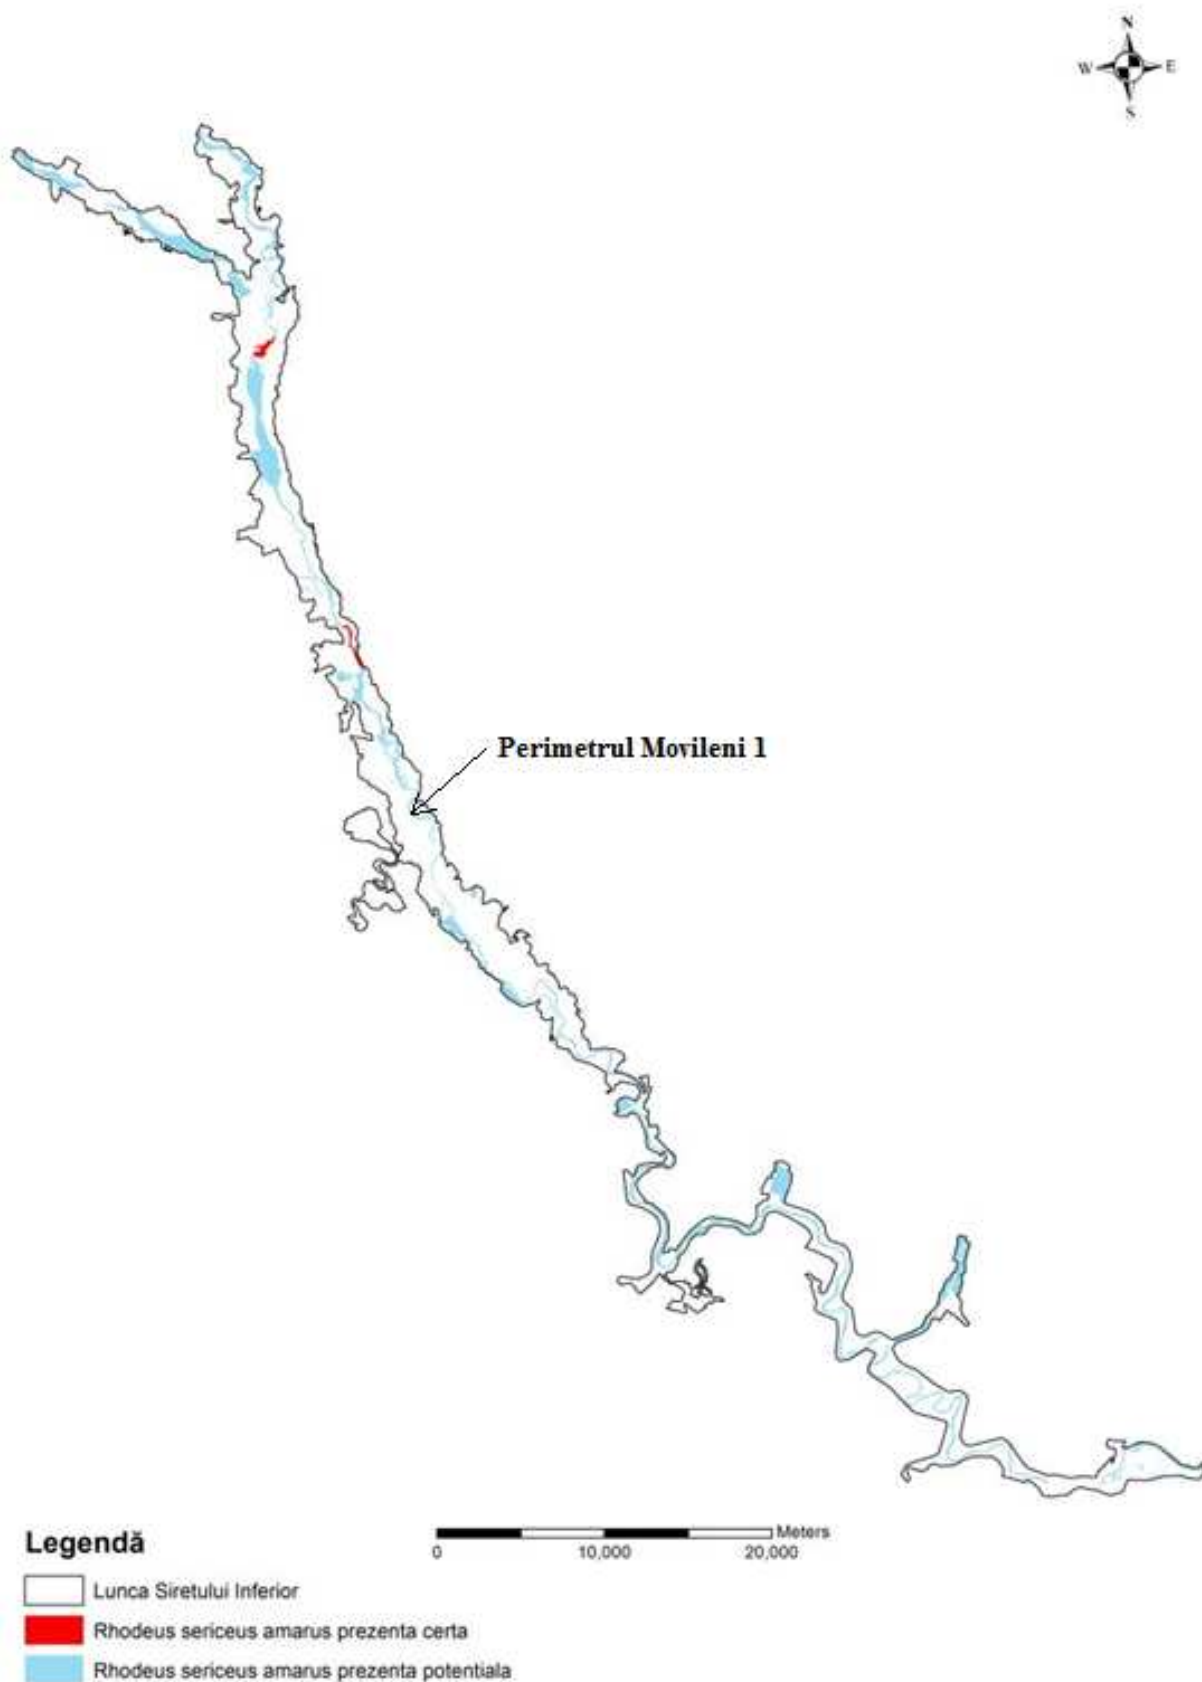 N
W E
S
Perimetrul Movileni 1
Legendă
Meters
0 10,000 20,000
Lunca Siretului Inferior
Rhodeus sericeus amarus prezenta certa
Rhodeus sericeus amarus prezenta potentiala